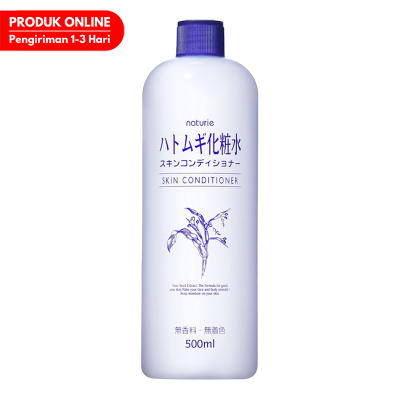 PRODUK ONLINE
Pengiriman 1-3 Hari
naturie
ハトムギ化粧水
スキンコンディショナー
SKIN CONDITIONER
無香料・無着色
500ml